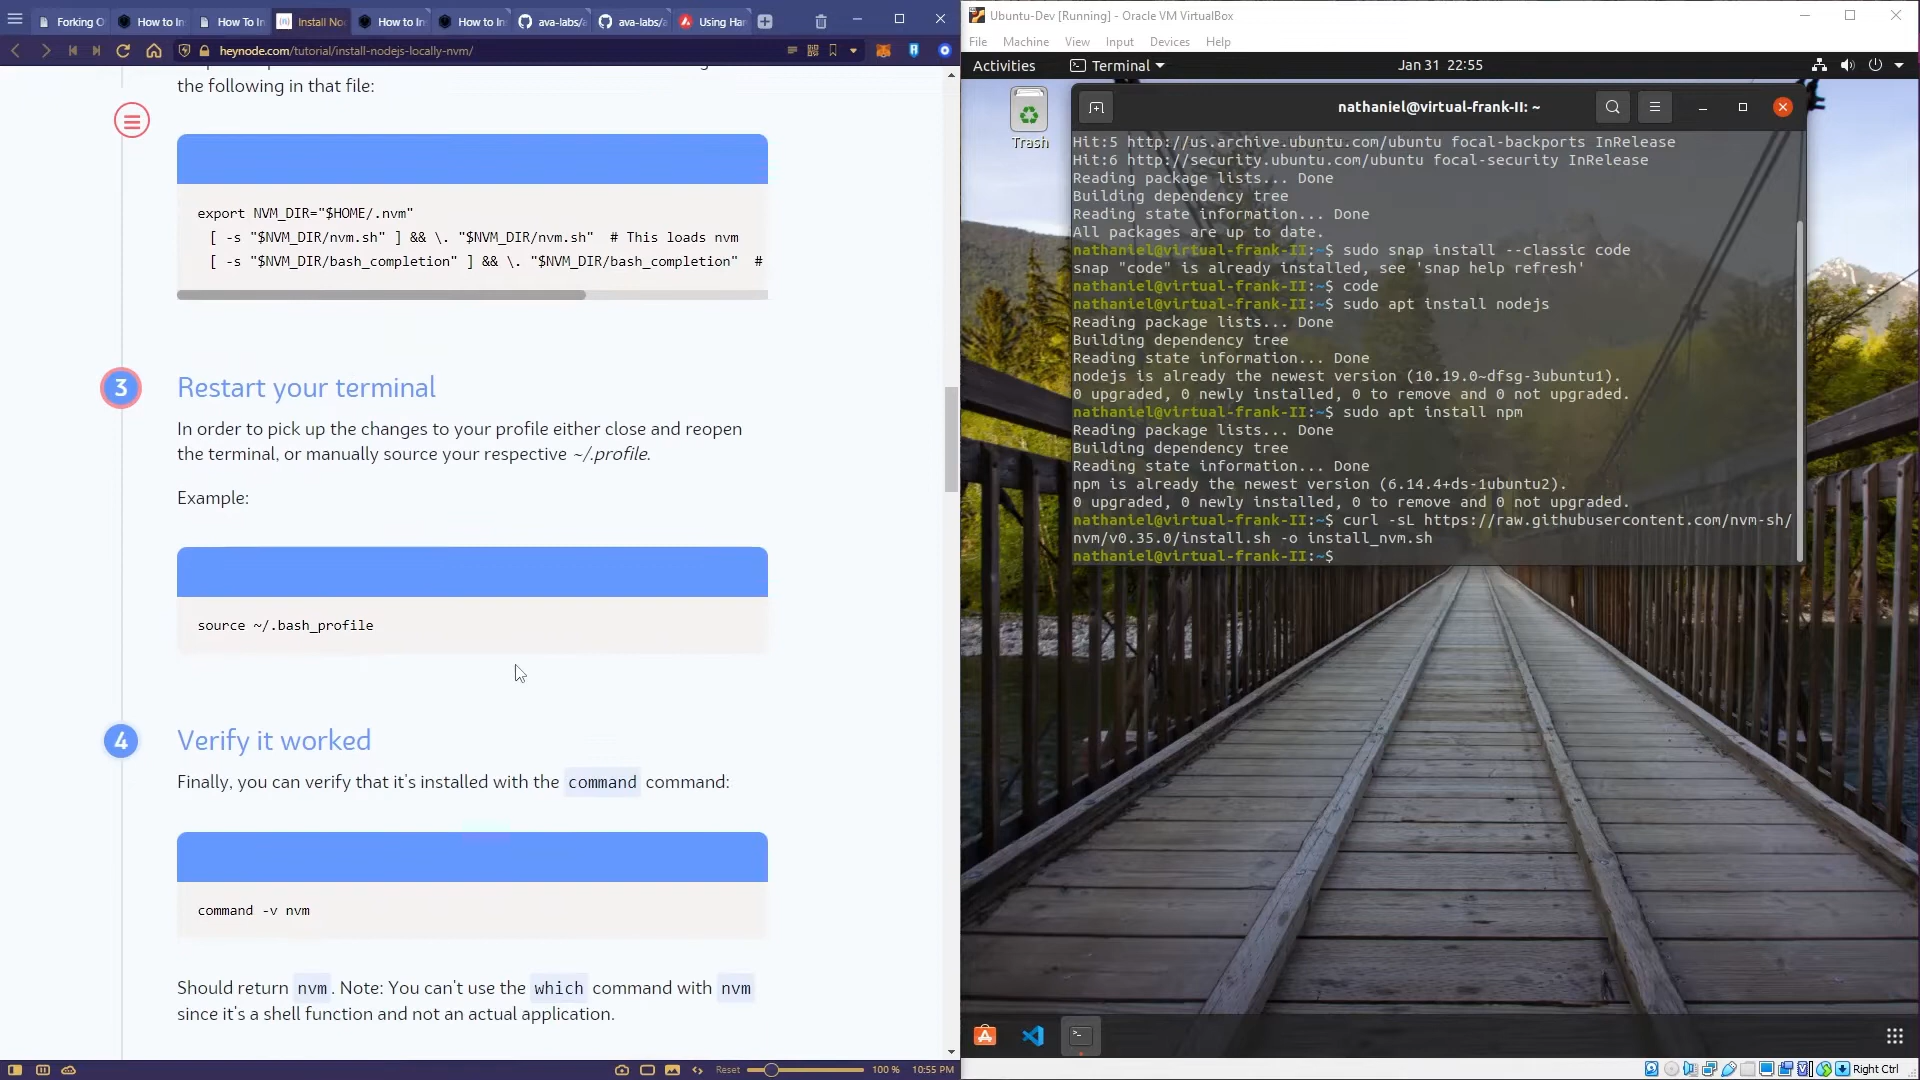 Forking O
How to In
How To In
Install No
How to In
How to In
ava-labs/a
ava-labs/a
Using Har
heynode.com/tutorial/install-nodejs-locally-nvm/
the following in that file:
export NVM_DIR="$HOME/.nvm"
[ -s "$NVM_DIR/nvm.sh" ] && \. "$NVM_DIR/nvm.sh"  # This loads nvm
[ -s "$NVM_DIR/bash_completion" ] && \. "$NVM_DIR/bash_completion"  #
3
Restart your terminal
In order to pick up the changes to your profile either close and reopen
the terminal, or manually source your respective ~/.profile.
Example:
source ~/.bash_profile
4
Verify it worked
Finally, you can verify that it's installed with the command command:
command -v nvm
Should return nvm. Note: You can't use the which command with nvm
since it's a shell function and not an actual application.
Reset
100 %
10:55 PM
Ubuntu-Dev [Running] - Oracle VM VirtualBox
File Machine View Input Devices Help
Activities
Terminal
Jan 31 22:55
Trash
nathaniel@virtual-frank-II: ~
Hit:5 http://us.archive.ubuntu.com/ubuntu focal-backports InRelease
Hit:6 http://security.ubuntu.com/ubuntu focal-security InRelease
Reading package lists... Done
Building dependency tree
Reading state information... Done
All packages are up to date.
nathaniel@virtual-frank-II:~$ sudo snap install --classic code
snap "code" is already installed, see 'snap help refresh'
nathaniel@virtual-frank-II:~$ code
nathaniel@virtual-frank-II:~$ sudo apt install nodejs
Reading package lists... Done
Building dependency tree
Reading state information... Done
nodejs is already the newest version (10.19.0~dfsg-3ubuntu1).
0 upgraded, 0 newly installed, 0 to remove and 0 not upgraded.
nathaniel@virtual-frank-II:~$ sudo apt install npm
Reading package lists... Done
Building dependency tree
Reading state information... Done
npm is already the newest version (6.14.4+ds-1ubuntu2).
0 upgraded, 0 newly installed, 0 to remove and 0 not upgraded.
nathaniel@virtual-frank-II:~$ curl -sL https://raw.githubusercontent.com/nvm-sh/
nvm/v0.35.0/install.sh -o install_nvm.sh
nathaniel@virtual-frank-II:~$
Right Ctrl